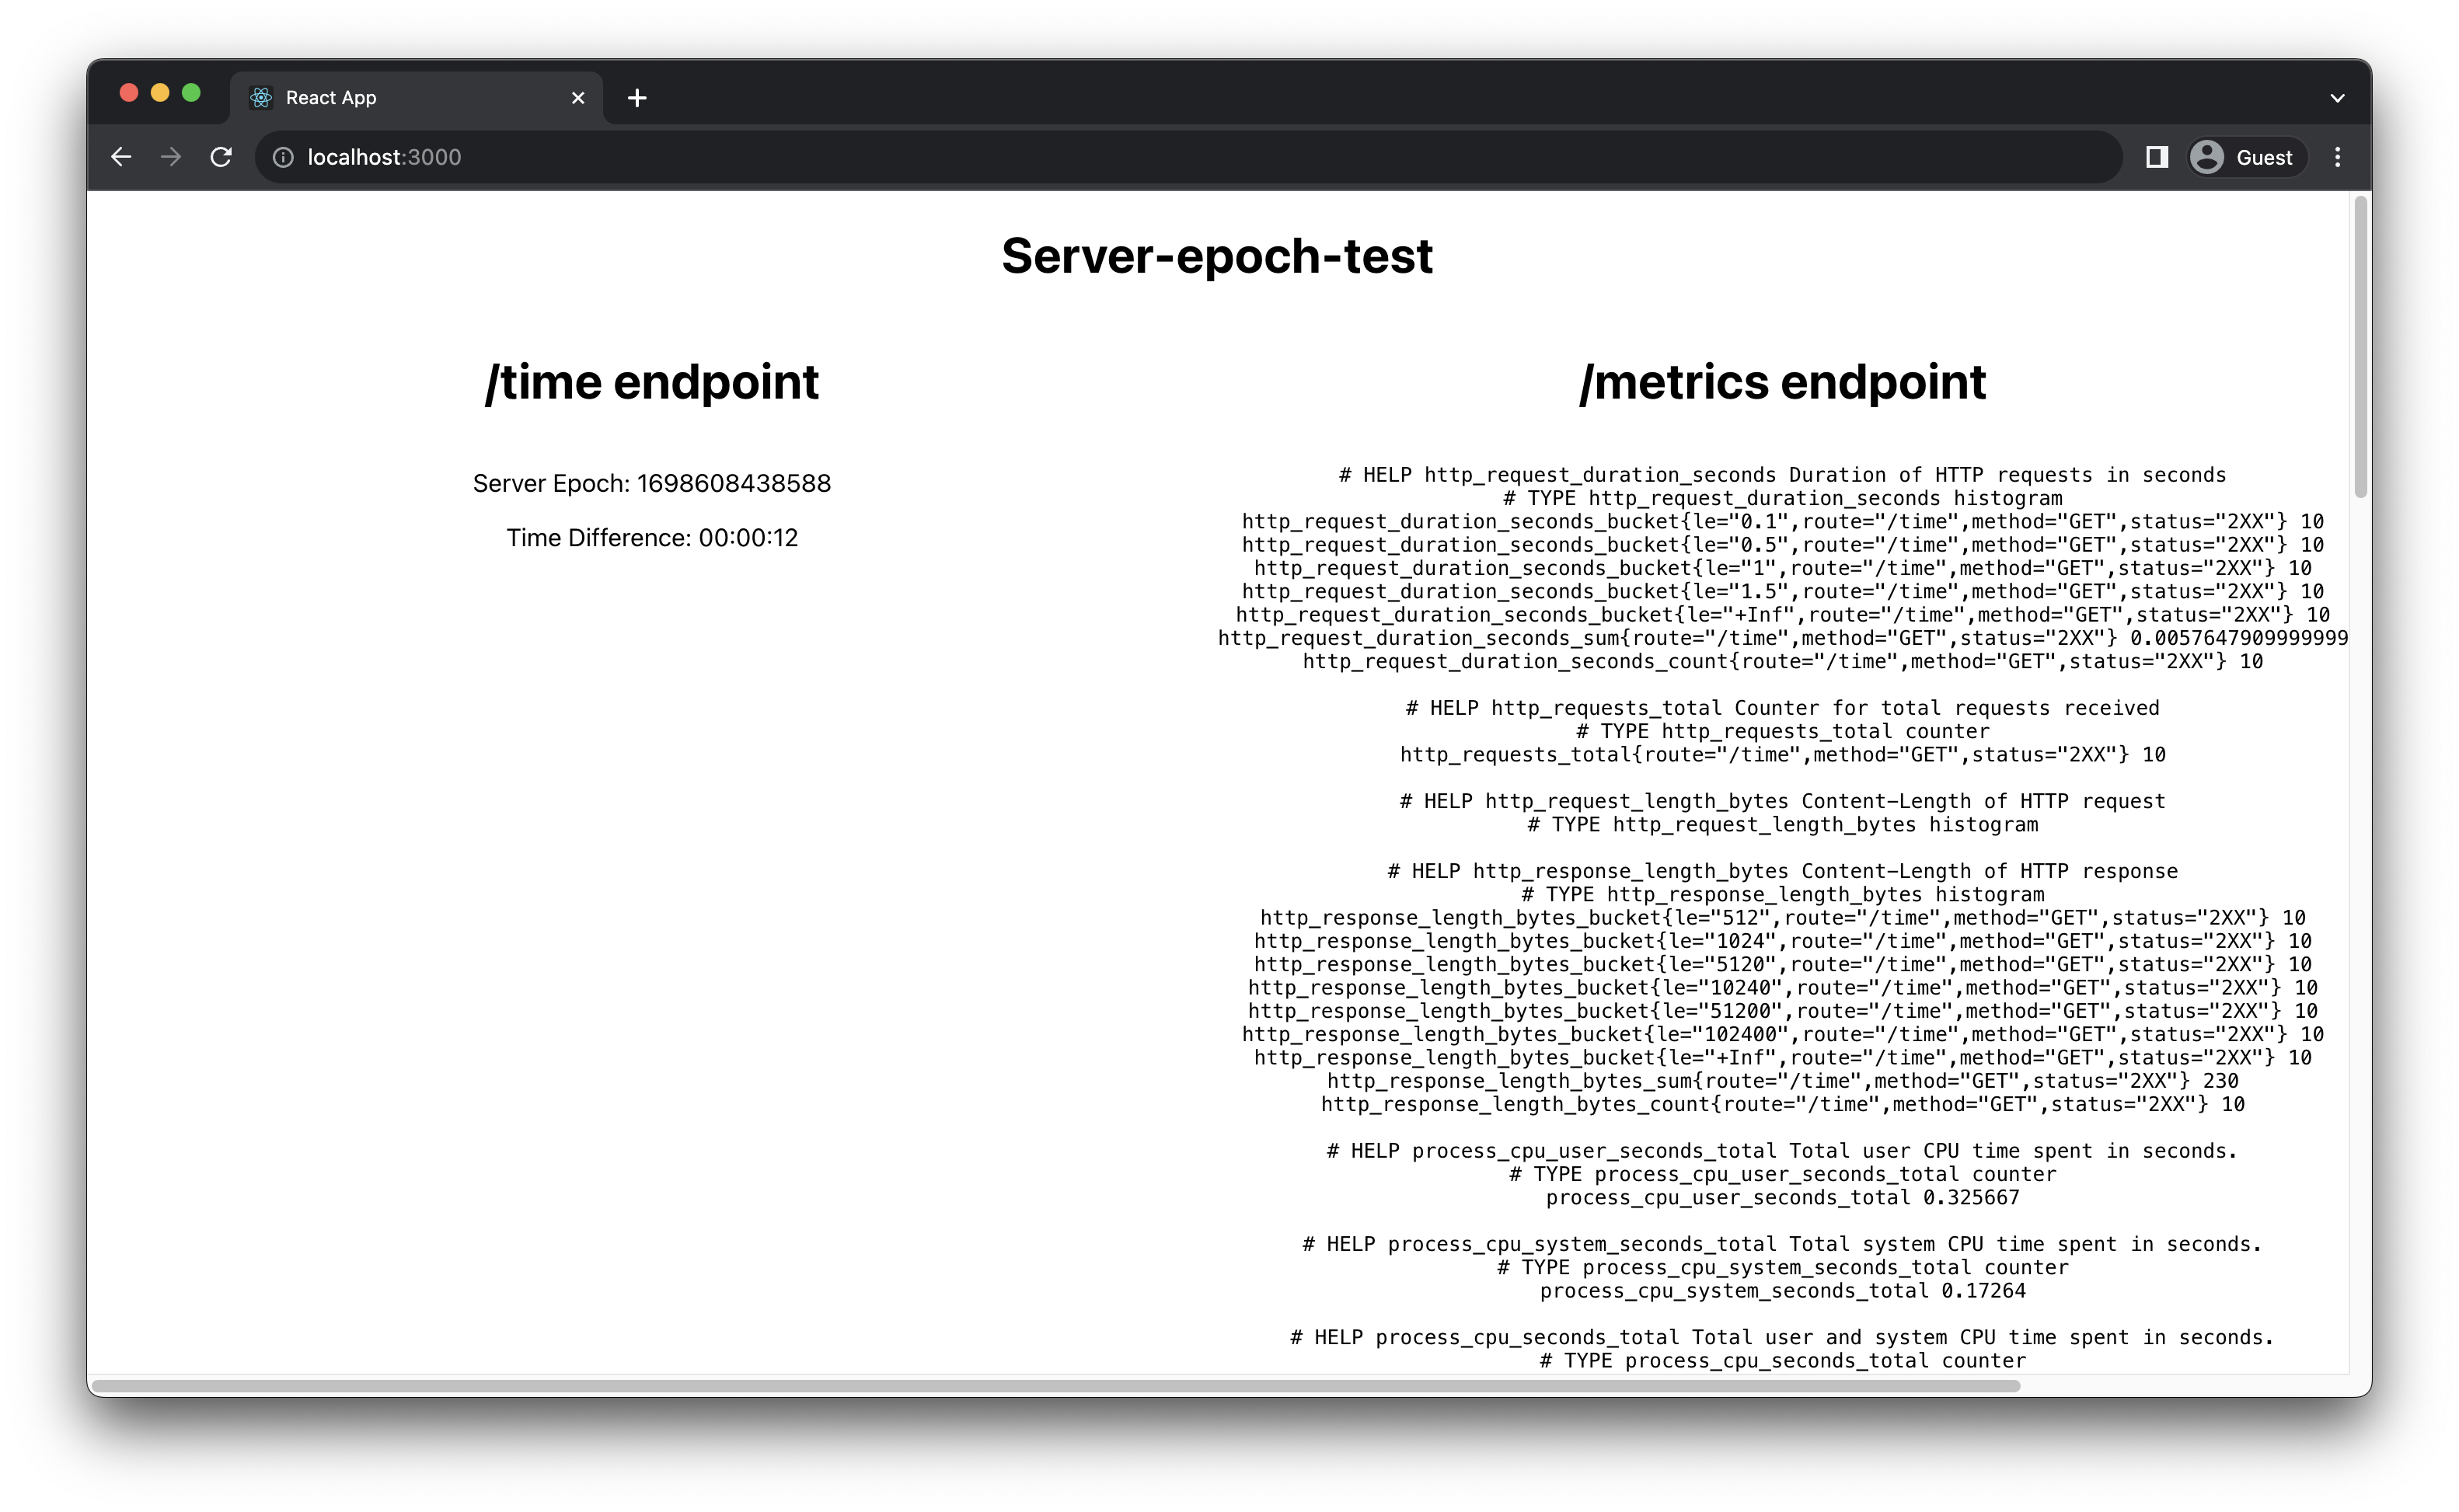 React App
localhost:3000
Guest
Server-epoch-test
/time endpoint
Server Epoch: 1698608438588
Time Difference: 00:00:12
/metrics endpoint
# HELP http_request_duration_seconds Duration of HTTP requests in seconds
# TYPE http_request_duration_seconds histogram
http_request_duration_seconds_bucket{le="0.1",route="/time",method="GET",status="2XX"} 10
http_request_duration_seconds_bucket{le="0.5",route="/time",method="GET",status="2XX"} 10
http_request_duration_seconds_bucket{le="1",route="/time",method="GET",status="2XX"} 10
http_request_duration_seconds_bucket{le="1.5",route="/time",method="GET",status="2XX"} 10
http_request_duration_seconds_bucket{le="+Inf",route="/time",method="GET",status="2XX"} 10
http_request_duration_seconds_sum{route="/time",method="GET",status="2XX"} 0.0057647909999999
http_request_duration_seconds_count{route="/time",method="GET",status="2XX"} 10
# HELP http_requests_total Counter for total requests received
# TYPE http_requests_total counter
http_requests_total{route="/time",method="GET",status="2XX"} 10
# HELP http_request_length_bytes Content-Length of HTTP request
# TYPE http_request_length_bytes histogram
# HELP http_response_length_bytes Content-Length of HTTP response
# TYPE http_response_length_bytes histogram
http_response_length_bytes_bucket{le="512",route="/time",method="GET",status="2XX"} 10
http_response_length_bytes_bucket{le="1024",route="/time",method="GET",status="2XX"} 10
http_response_length_bytes_bucket{le="5120",route="/time",method="GET",status="2XX"} 10
http_response_length_bytes_bucket{le="10240",route="/time",method="GET",status="2XX"} 10
http_response_length_bytes_bucket{le="51200",route="/time",method="GET",status="2XX"} 10
http_response_length_bytes_bucket{le="102400",route="/time",method="GET",status="2XX"} 10
http_response_length_bytes_bucket{le="+Inf",route="/time",method="GET",status="2XX"} 10
http_response_length_bytes_sum{route="/time",method="GET",status="2XX"} 230
http_response_length_bytes_count{route="/time",method="GET",status="2XX"} 10
# HELP process_cpu_user_seconds_total Total user CPU time spent in seconds.
# TYPE process_cpu_user_seconds_total counter
process_cpu_user_seconds_total 0.325667
# HELP process_cpu_system_seconds_total Total system CPU time spent in seconds.
# TYPE process_cpu_system_seconds_total counter
process_cpu_system_seconds_total 0.17264
# HELP process_cpu_seconds_total Total user and system CPU time spent in seconds.
# TYPE process_cpu_seconds_total counter